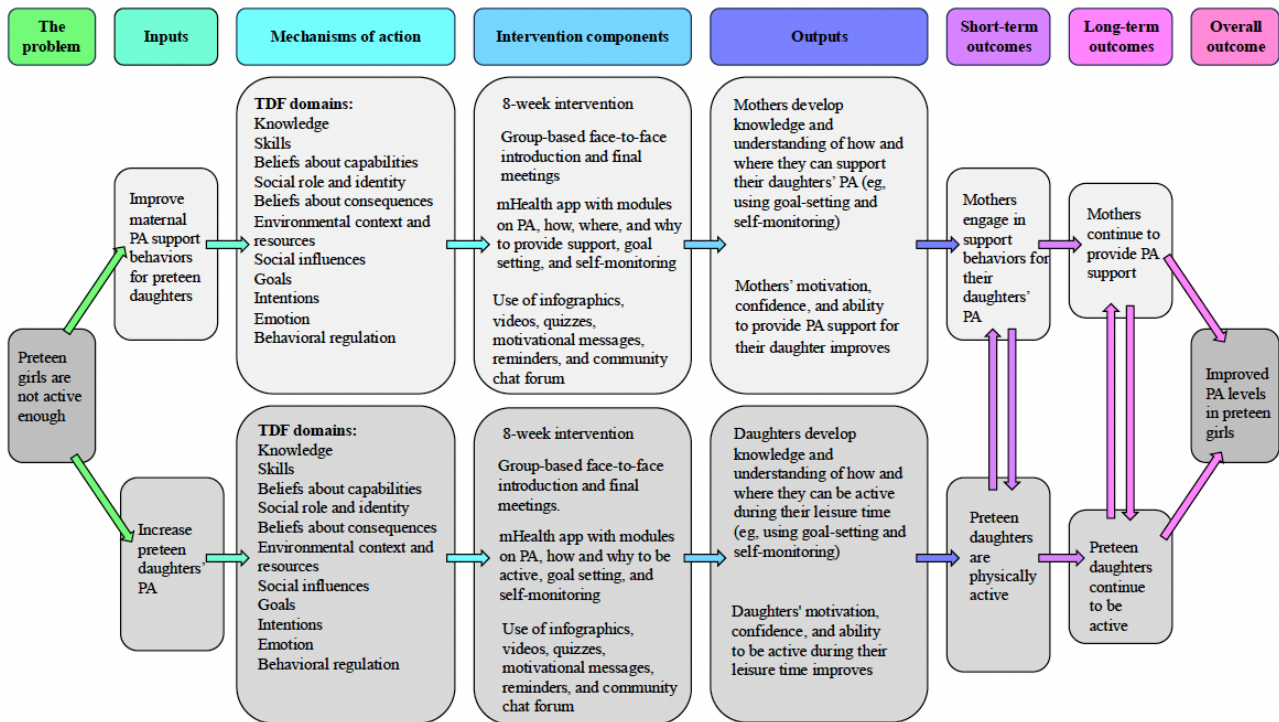 The
problem
Inputs
Mechanisms of action
Intervention components
Outputs
Short-term
outcomes
Long-term
outcomes
Overall
outcome
Preteen
girls are
not active
enough
Improve
maternal
PA support
behaviors
for preteen
daughters
TDF domains:
Knowledge
Skills
Beliefs about capabilities
Social role and identity
Beliefs about consequences
Environmental context and
resources
Social influences
Goals
Intentions
Emotion
Behavioral regulation
8-week intervention
Group-based face-to-face
introduction and final
meetings
mHealth app with modules
on PA, how, where, and why
to provide support, goal
setting, and self-monitoring
Use of infographics,
videos, quizzes,
motivational messages,
reminders, and community
chat forum
Mothers develop
knowledge and
understanding of how and
where they can support
their daughters’ PA (eg,
using goal-setting and
self-monitoring)
Mothers’ motivation,
confidence, and ability
to provide PA support for
their daughter improves
Mothers
engage in
support
behaviors for
their
daughters’
PA
Mothers
continue to
provide PA
support
Increase
preteen
daughters’
PA
TDF domains:
Knowledge
Skills
Beliefs about capabilities
Social role and identity
Beliefs about consequences
Environmental context and
resources
Social influences
Goals
Intentions
Emotion
Behavioral regulation
8-week intervention
Group-based face-to-face
introduction and final
meetings.
mHealth app with modules
on PA, how and why to be
active, goal setting, and
self-monitoring
Use of infographics,
videos, quizzes,
motivational messages,
reminders, and community
chat forum
Daughters develop
knowledge and
understanding of how and
where they can be active
during their leisure time
(eg, using goal-setting and
self-monitoring)
Daughters' motivation,
confidence, and ability
to be active during their
leisure time improves
Preteen
daughters are
physically
active
Preteen
daughters
continue
to be
active
Improved
PA levels
in preteen
girls